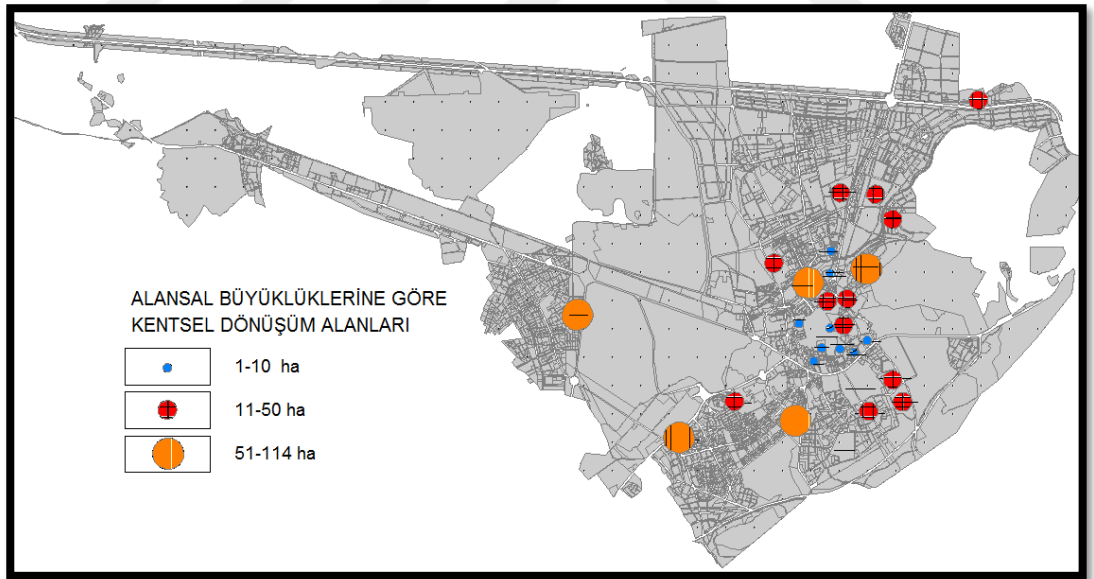 ALANSAL BÜYÜKLÜKLERİNE GÖRE
KENTSEL DÖNÜŞÜM ALANLARI
1-10 ha
11-50 ha
51-114 ha